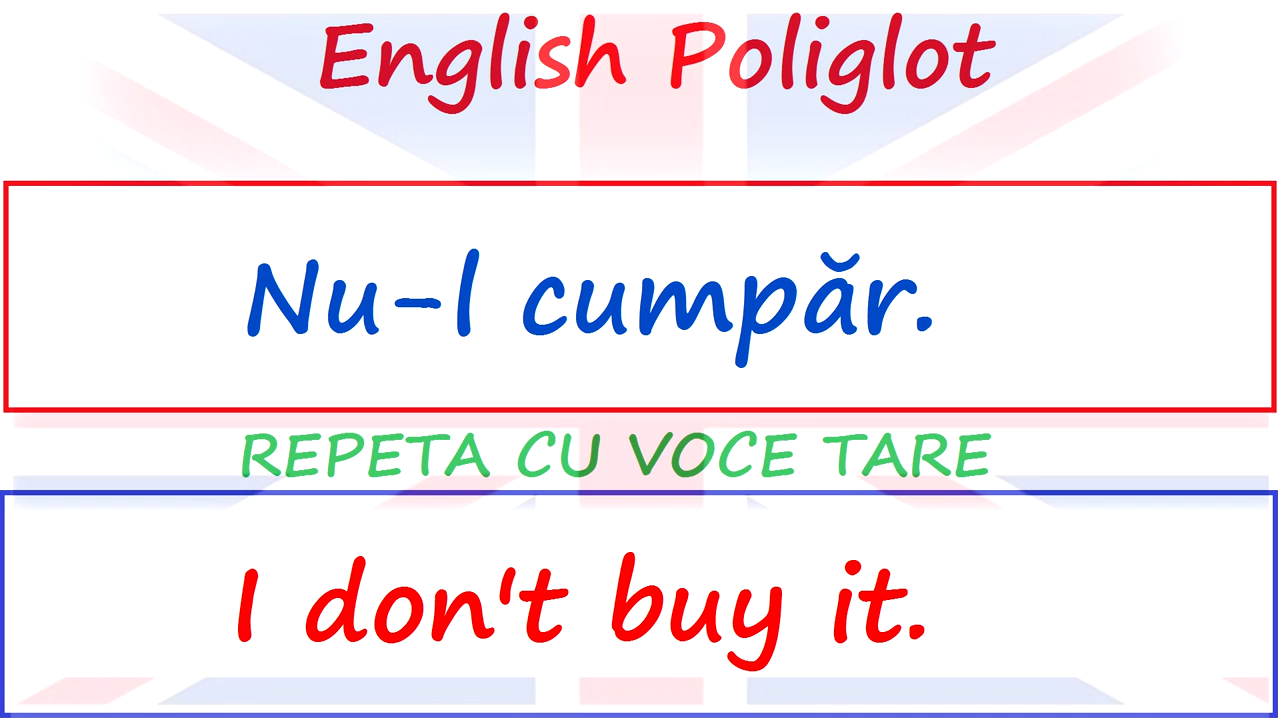 English Poliglot
Nu-l cumpăr.
REPETA CU VOCE TARE
I don't buy it.